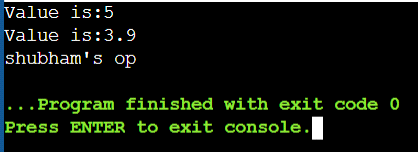 Value is:5
Value is:3.9
shubham's op
...Program finished with exit code 0
Press ENTER to exit console.